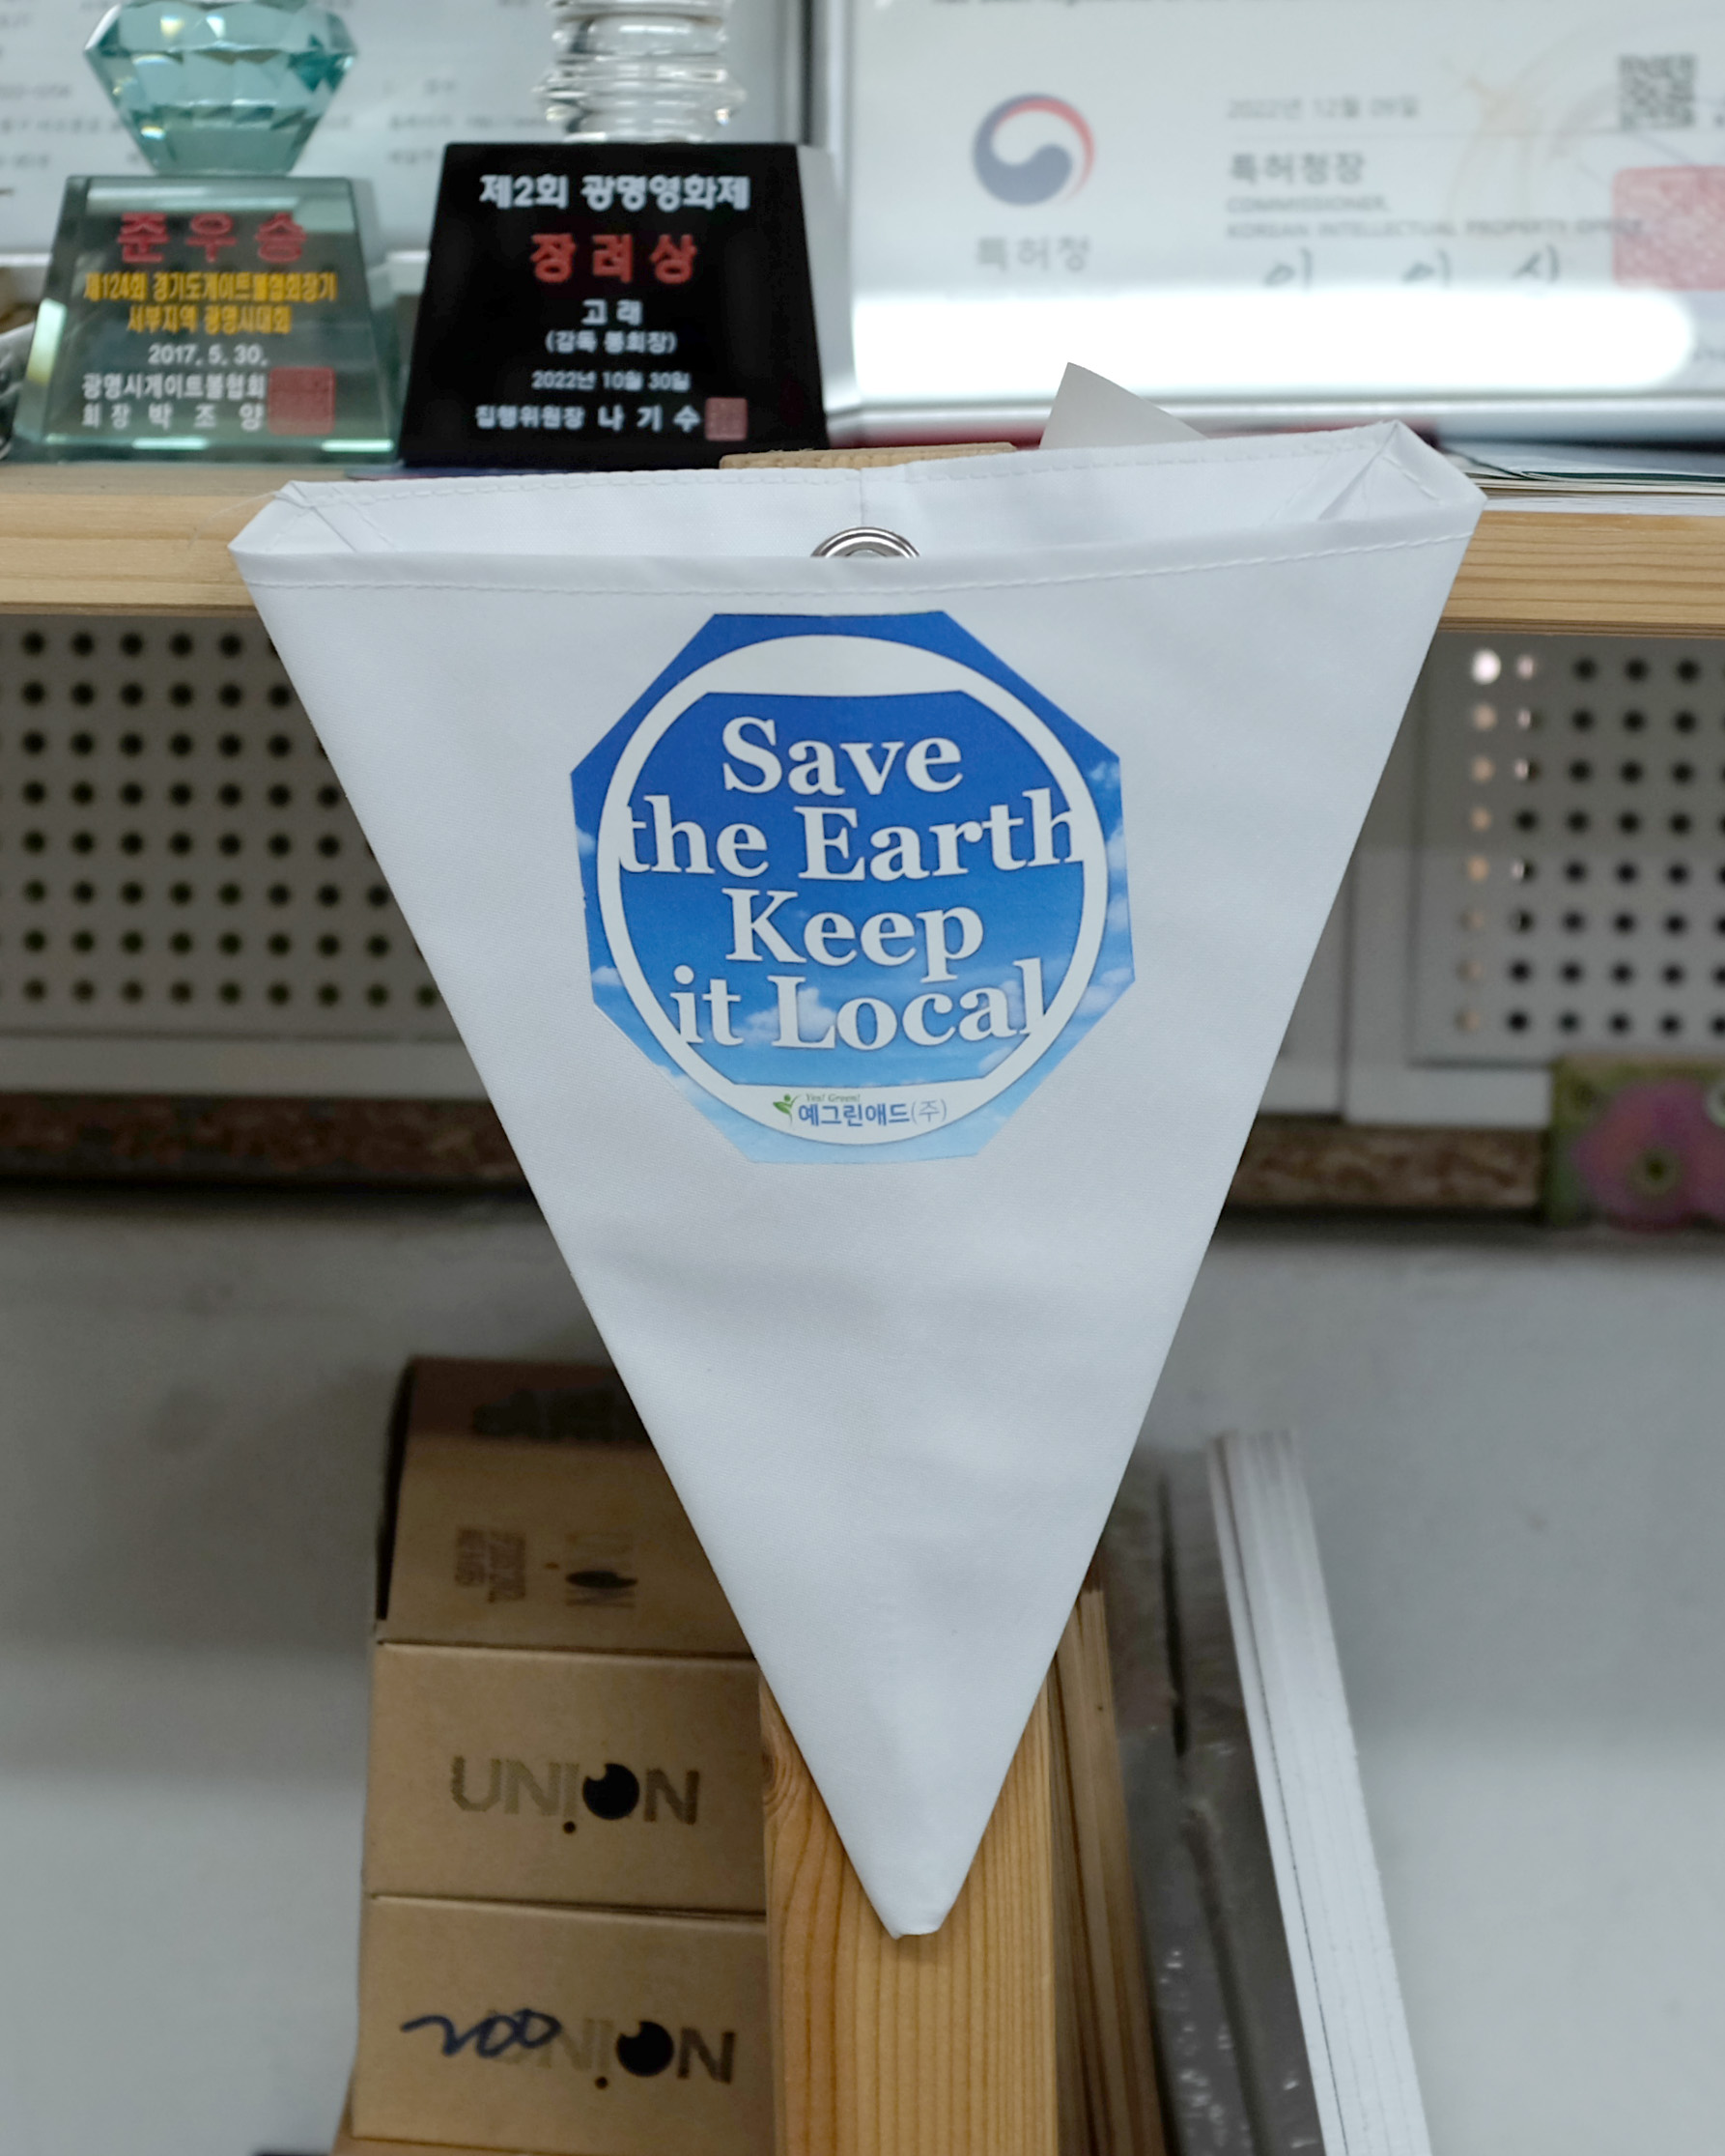 준우승
제124회 경기도게이트볼협회장기
서부지역 광명시대회
2017. 5. 30.
광명시게이트볼협회
회장 박 조 양
제2회 광명영화제
장려상
고래
(감독 봉회장)
2022년 10월 30일
집행위원장 나 기 수
2022년 12월 09일
특허청장
COMMISSIONER,
KOREAN INTELLECTUAL PROPERTY OFFICE
특허청
Save
the Earth
Keep
it Local
Yes! Green!
예그린애드(주)
UNION
UNION